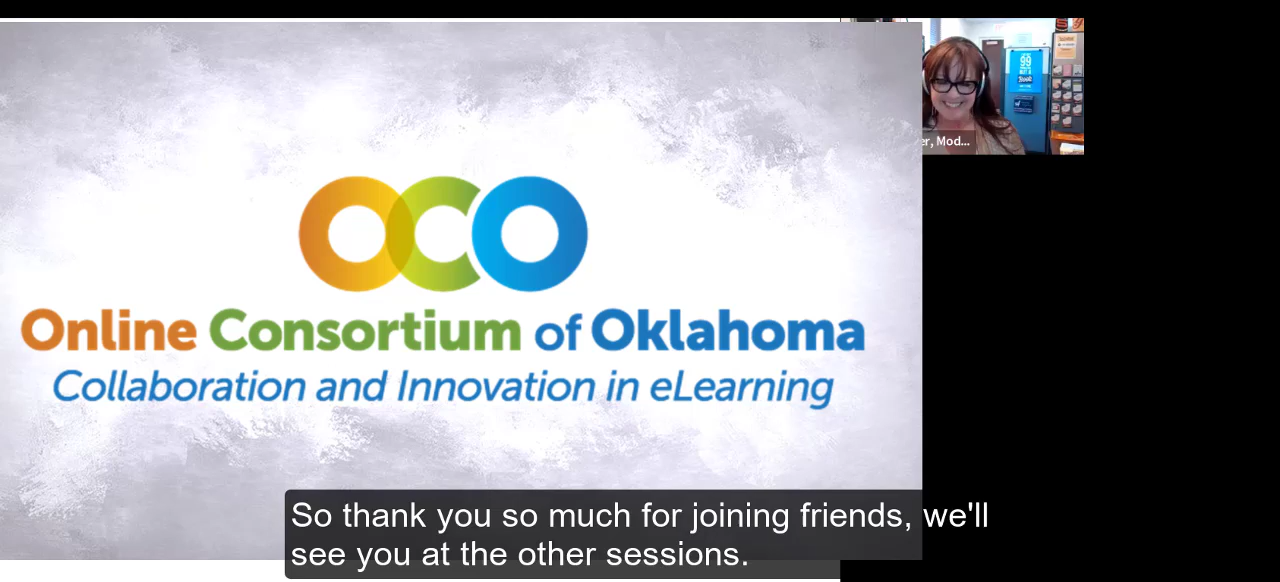 OCO
Online Consortium of Oklahoma
Collaboration and Innovation in eLearning
er, Mod...
99
So thank you so much for joining friends, we'll
see you at the other sessions.